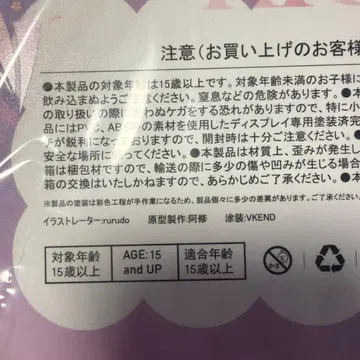 注意（お買い上げのお客様
●本製品の対象年齢は15歳以上です。対象年齢未満のお子様に
飲み込まぬようご注意ください。窒息などの危険があります。●
の取り扱いの際に思わぬケガをする恐れがありますので、特に小
品にはPVC、ABS等の素材を使用したディスプレイ専用塗装済完
チが鋭利になっておりますので、開封時は十分ご注意ください。
安全な場所に行ってください。●本製品は材質上、歪みが発生し
箱は梱包材ですので、輸送の際に多少の傷や凹みが生じる場合
箱の交換はいたしかねますので、あらかじめご了承ください。
※製品の塗装は彩色工程が手作業になるため、製品個々に多少の差異があります。ご了承
イラストレーター：rurudo 原型製作：阿修 塗装：VKEND
対象年齢
15歳以上
AGE: 15
and UP
適合年齢
15歳以上